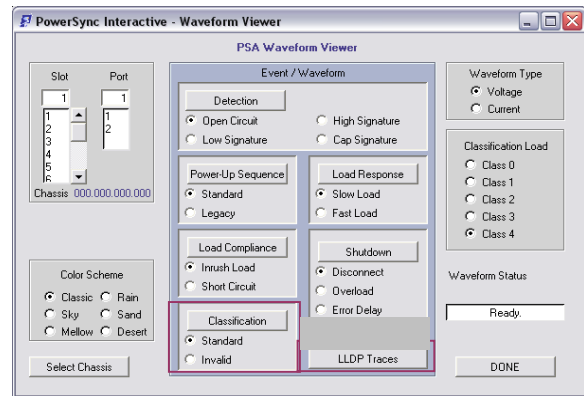 PowerSync Interactive - Waveform Viewer
PSA Waveform Viewer
Slot Port
1 1
1
2
3
4
5
6
1
2
Chassis 000.000.000.000
Color Scheme
Classic Rain
Sky Sand
Mellow Desert
Select Chassis
Event / Waveform
Detection
Open Circuit High Signature
Low Signature Cap Signature
Power-Up Sequence
Standard
Legacy
Load Response
Slow Load
Fast Load
Load Compliance
Inrush Load
Short Circuit
Shutdown
Disconnect
Overload
Error Delay
Classification
Standard
Invalid
LLDP Traces
Waveform Type
Voltage
Current
Classification Load
Class 0
Class 1
Class 2
Class 3
Class 4
Waveform Status
Ready.
DONE